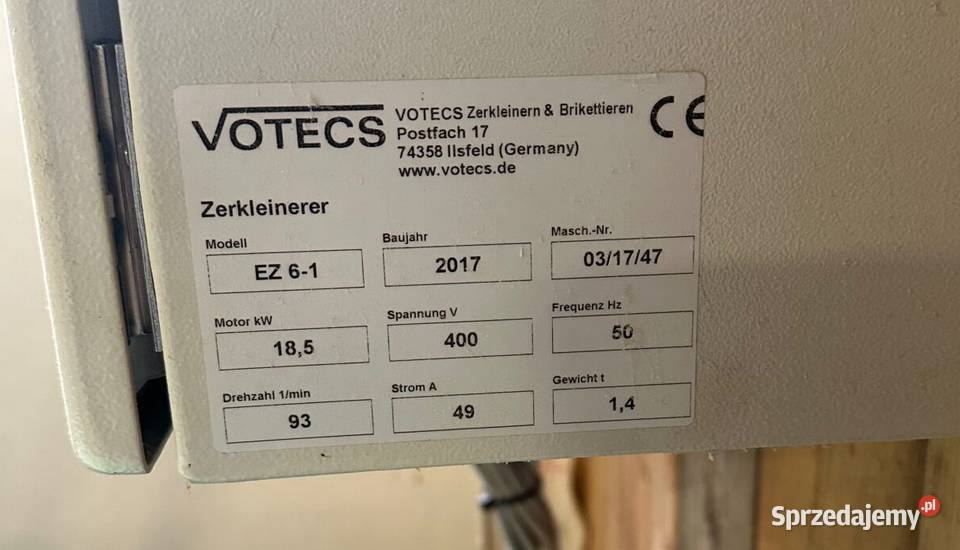 VOTECS
VOTECS Zerkleinern & Brikettieren
Postfach 17
74358 Ilsfeld (Germany)
www.votecs.de
CE
Zerkleinerer
Modell
EZ 6-1
Baujahr
2017
Masch.-Nr.
03/17/47
Motor kW
18,5
Spannung V
400
Frequenz Hz
50
Drehzahl 1/min
93
Strom A
49
Gewicht t
1,4
Sprzedajemy.pl